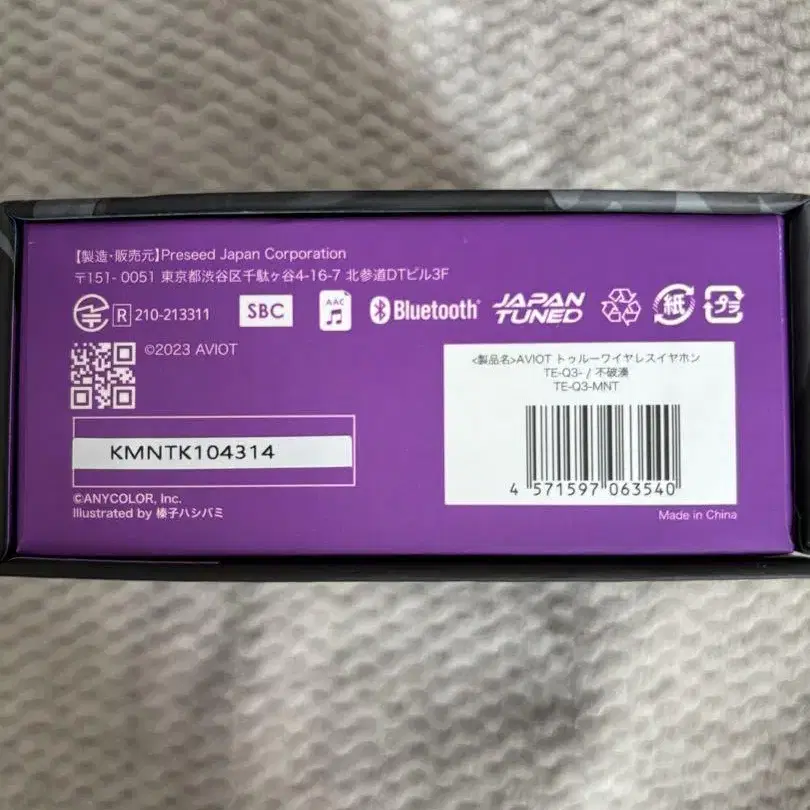 【製造・販売元】Preseed Japan Corporation
〒151-0051 東京都渋谷区千駄ヶ谷4-16-7 北参道DTビル3F
R 210-213311 SBC AAC Bluetooth® JAPAN TUNED 紙 プラ
©2023 AVIOT
KMNTK104314
©ANYCOLOR, Inc.
Illustrated by 榛子ハシバミ
<製品名>AVIOT トゥルーワイヤレスイヤホン
TE-Q3- / 不破湊
TE-Q3-MNT
4 571597 063540
Made in China